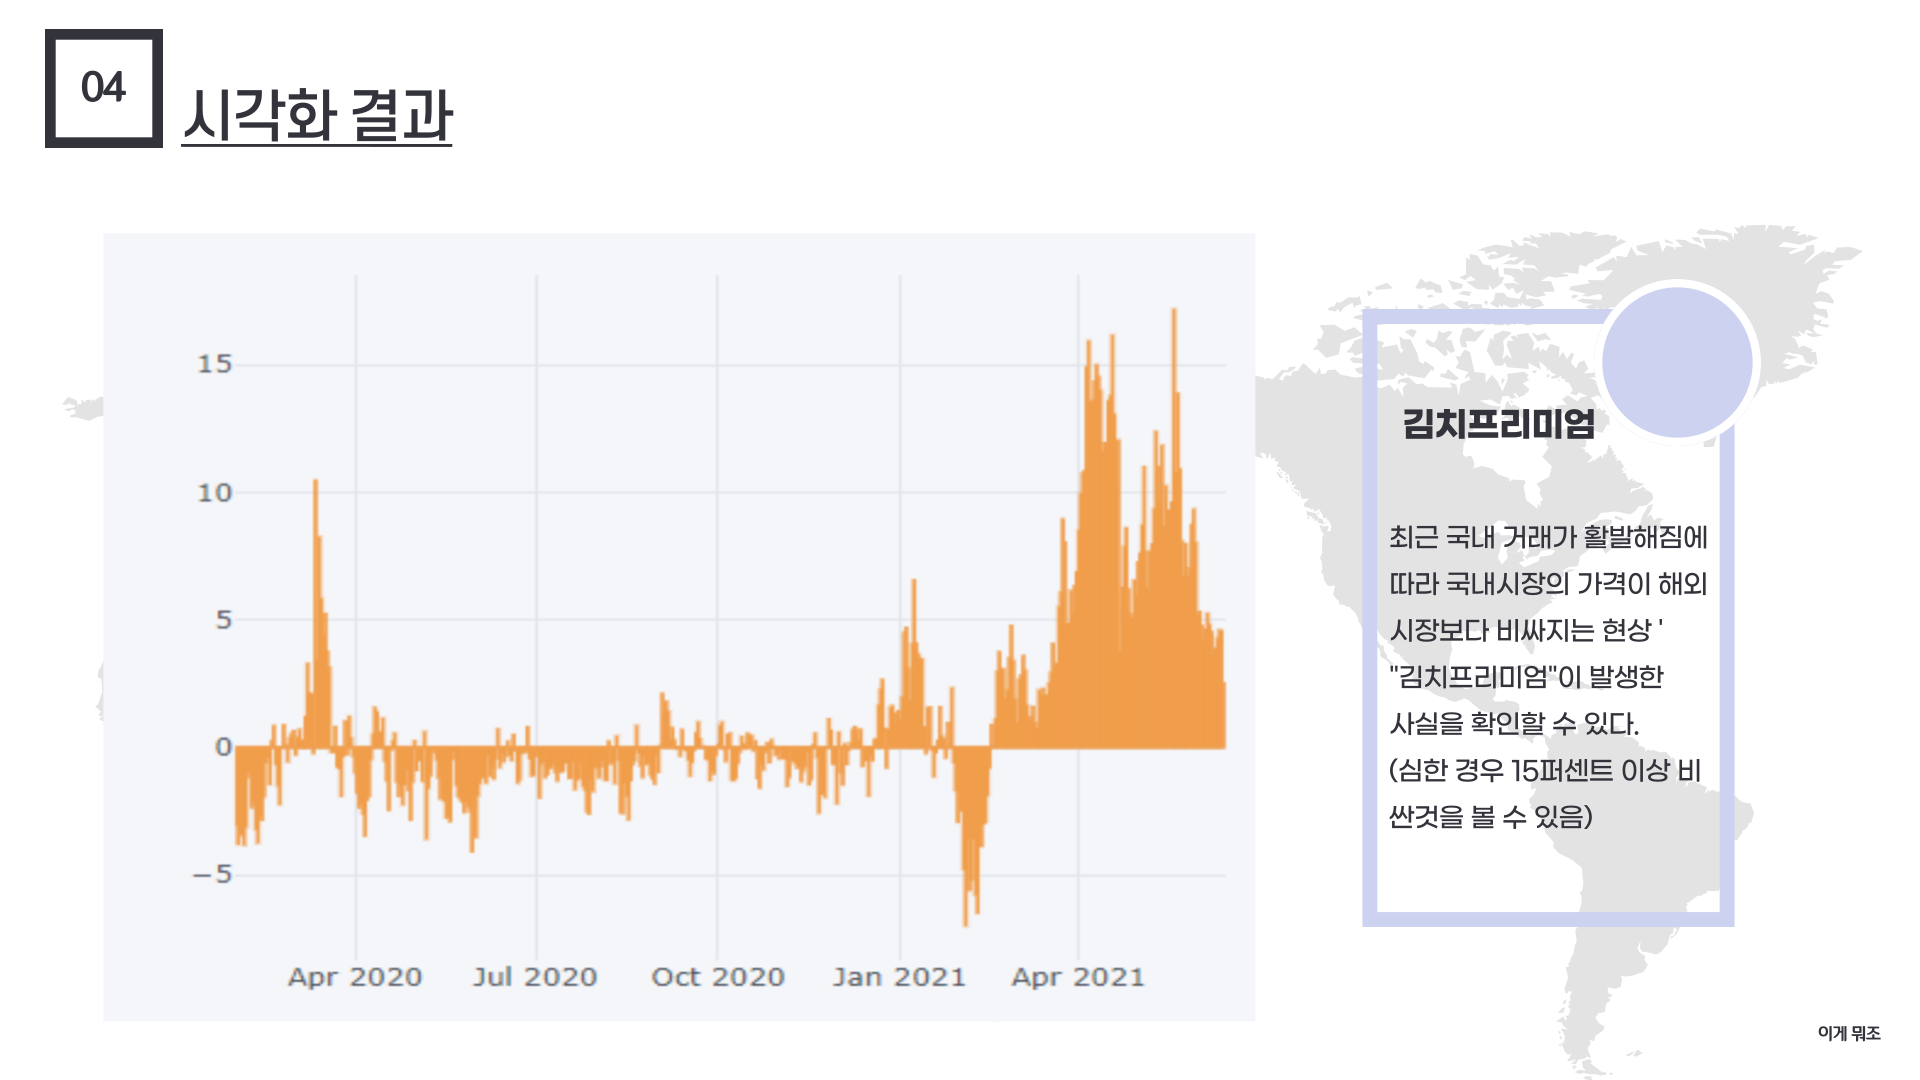 04
시각화 결과
15
10
5
0
−5
Apr 2020 Jul 2020 Oct 2020 Jan 2021 Apr 2021
김치프리미엄
최근 국내 거래가 활발해짐에
따라 국내시장의 가격이 해외
시장보다 비싸지는 현상 '
"김치프리미엄"이 발생한
사실을 확인할 수 있다.
(심한 경우 15퍼센트 이상 비
싼것을 볼 수 있음)
이게 뭐조